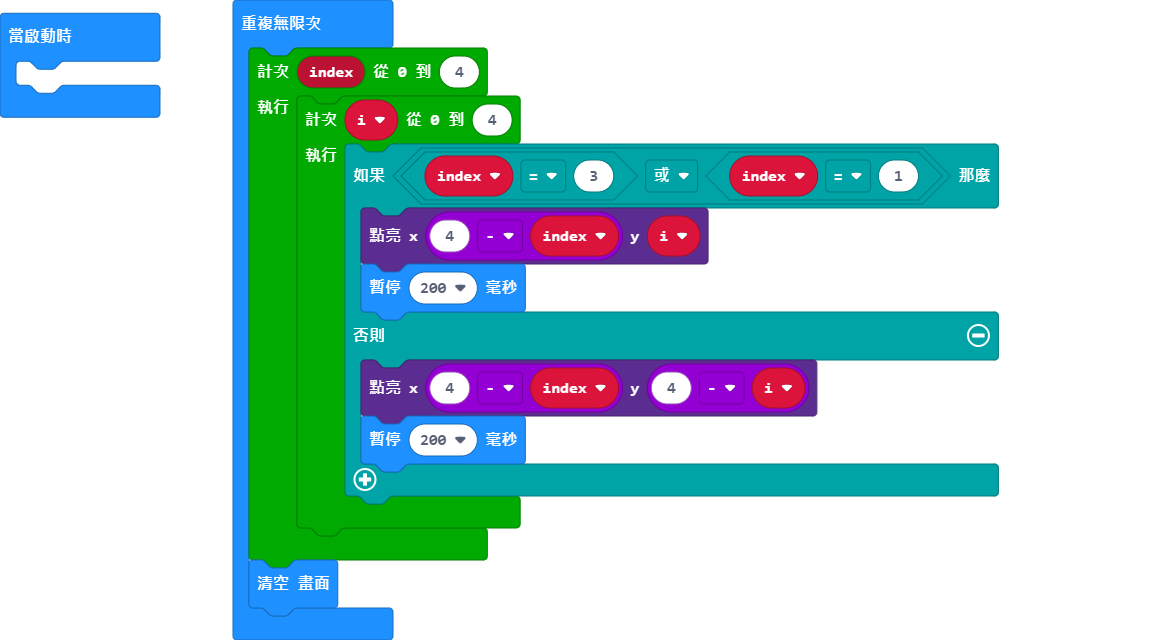 當啟動時
重複無限次
計次 index 從 0 到 4
執行
計次 i 從 0 到 4
執行
如果 index = 3 或 index = 1 那麼
點亮 x 4 - index y i
暫停 200 毫秒
否則
點亮 x 4 - index y 4 - i
暫停 200 毫秒
清空 畫面